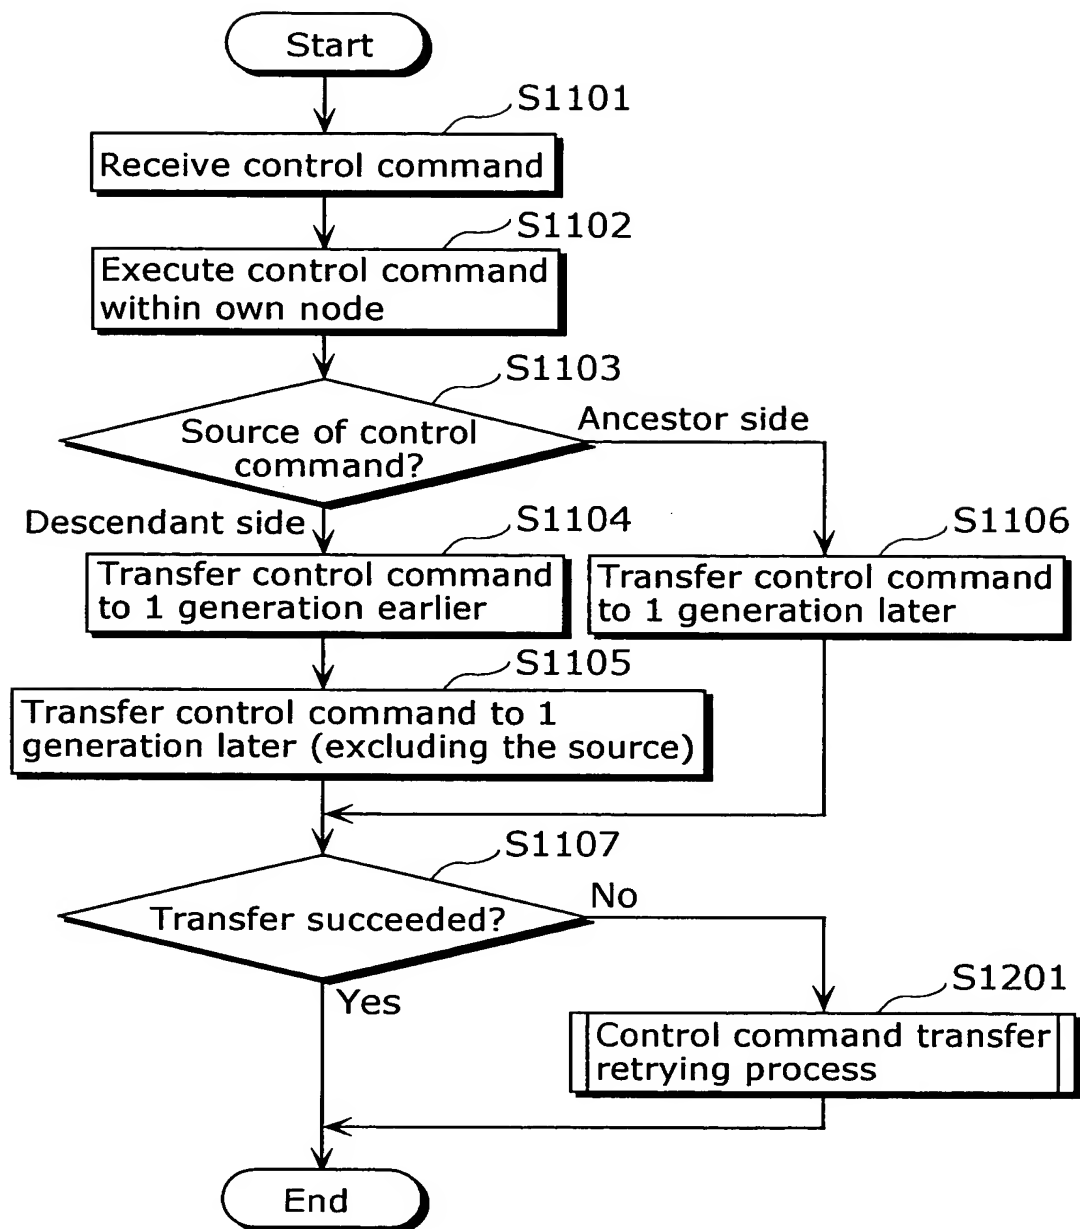 Start
S1101
Receive control command
S1102
Execute control command
within own node
S1103
Source of control
command?
Ancestor side
Descendant side
S1104
Transfer control command
to 1 generation earlier
S1106
Transfer control command
to 1 generation later
S1105
Transfer control command to 1
generation later (excluding the source)
S1107
Transfer succeeded?
No
Yes
S1201
Control command transfer
retrying process
End